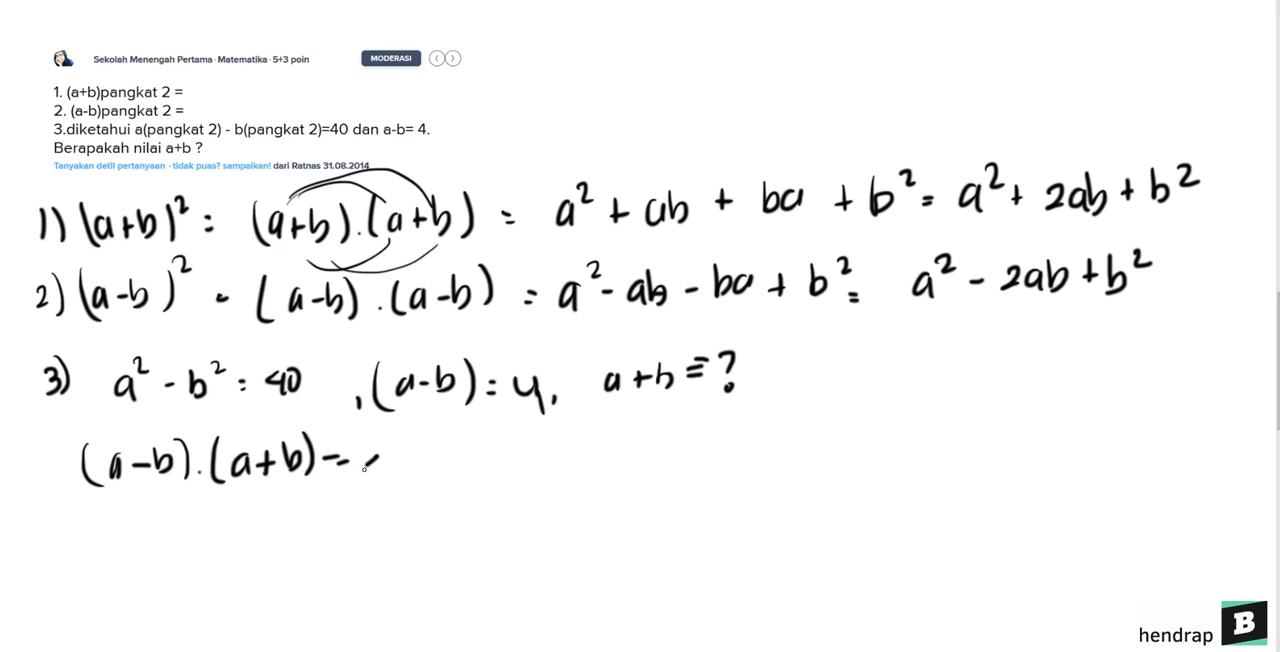 Sekolah Menengah Pertama · Matematika · 5+3 poin
MODERASI
1. (a+b)pangkat 2 =
2. (a-b)pangkat 2 =
3.diketahui a(pangkat 2) - b(pangkat 2)=40 dan a-b= 4.
Berapakah nilai a+b ?
Tanyakan detil pertanyaan - tidak puas? sampaikan! dari Ratnas 31.08.2014
1) (a+b)² = (a+b).(a+b) = a² + ab + ba + b² = a² + 2ab + b²
2) (a-b)² = (a-b).(a-b) = a² - ab - ba + b² = a² - 2ab + b²
3) a² - b² = 40 , (a-b) = 4, a+b = ?
(a-b).(a+b) =
hendrap B